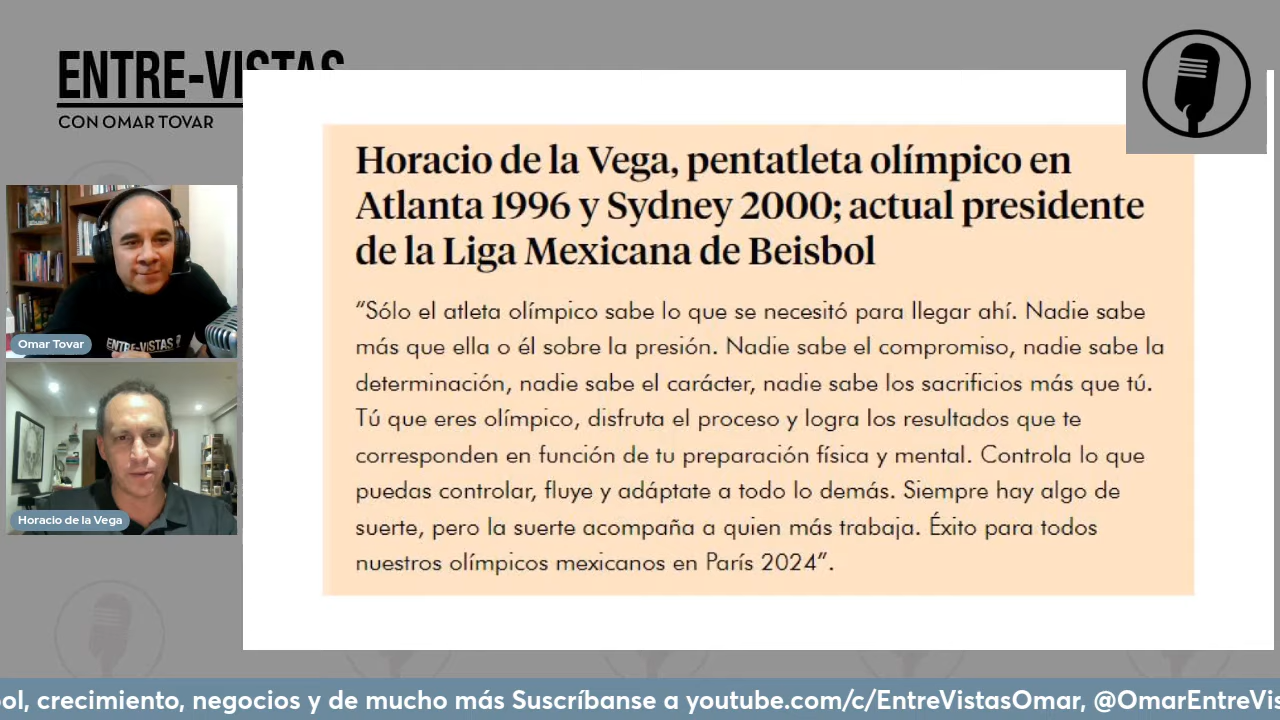 ENTRE-VISTAS
CON OMAR TOVAR
Horacio de la Vega, pentatleta olímpico en
Atlanta 1996 y Sydney 2000; actual presidente
de la Liga Mexicana de Beisbol
“Sólo el atleta olímpico sabe lo que se necesitó para llegar ahí. Nadie sabe
más que ella o él sobre la presión. Nadie sabe el compromiso, nadie sabe la
determinación, nadie sabe el carácter, nadie sabe los sacrificios más que tú.
Tú que eres olímpico, disfruta el proceso y logra los resultados que te
corresponden en función de tu preparación física y mental. Controla lo que
puedas controlar, fluye y adáptate a todo lo demás. Siempre hay algo de
suerte, pero la suerte acompaña a quien más trabaja. Éxito para todos
nuestros olímpicos mexicanos en París 2024”.
ENTRE-VISTAS
Omar Tovar
Horacio de la Vega
ol, crecimiento, negocios y de mucho más Suscríbanse a youtube.com/c/EntreVistasOmar, @OmarEntreVis